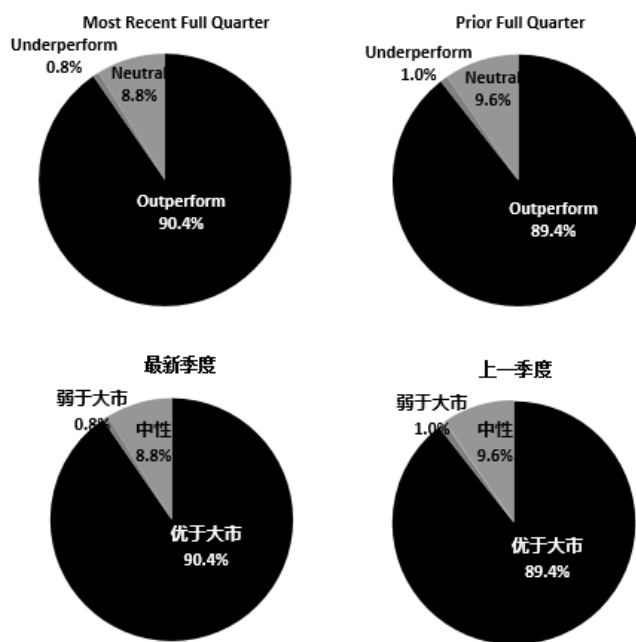 Most Recent Full Quarter
Underperform
0.8%
Neutral
8.8%
Outperform
90.4%
Prior Full Quarter
Underperform
1.0%
Neutral
9.6%
Outperform
89.4%
最新季度
弱于大市
0.8%
中性
8.8%
优于大市
90.4%
上一季度
弱于大市
1.0%
中性
9.6%
优于大市
89.4%